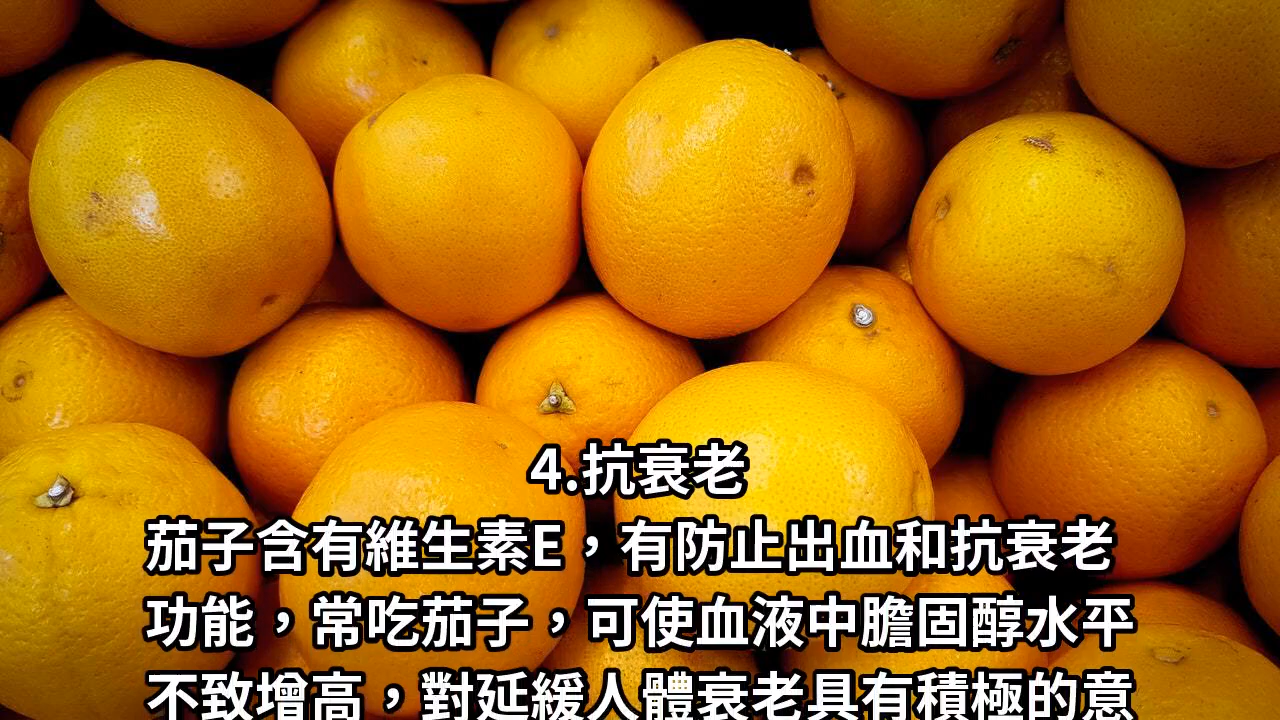 4.抗衰老
茄子含有維生素E，有防止出血和抗衰老
功能，常吃茄子，可使血液中膽固醇水平
不致增高，對延緩人體衰老具有積極的意